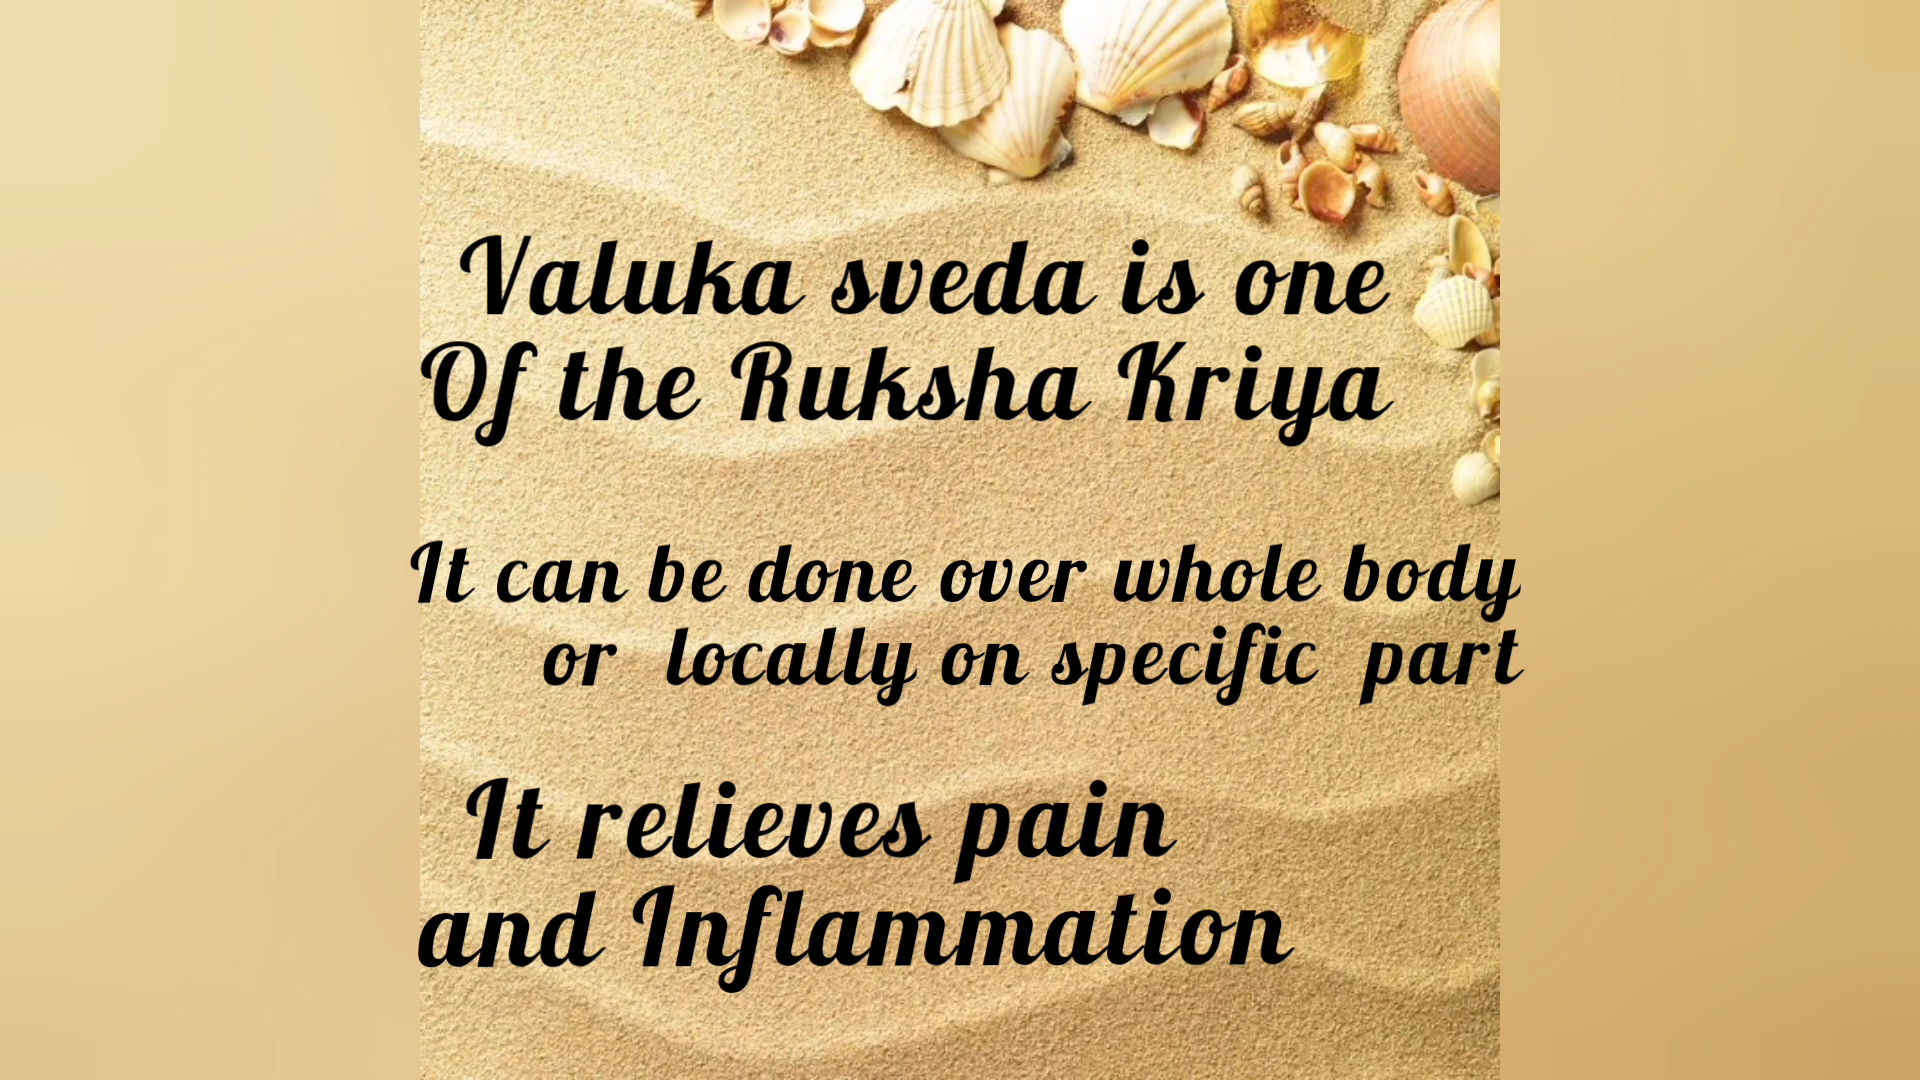 Valuka sveda is one
Of the Ruksha Kriya
It can be done over whole body
or locally on specific part
It relieves pain
and Inflammation